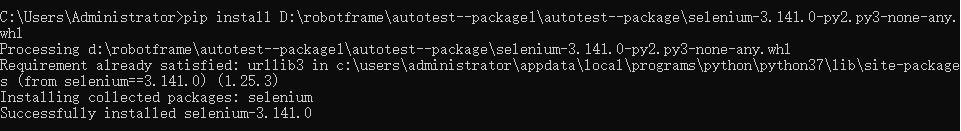 C:\Users\Administrator>pip install D:\robotframe\autotest--package1\autotest--package\selenium-3.141.0-py2.py3-none-any.
whl
Processing d:\robotframe\autotest--package1\autotest--package\selenium-3.141.0-py2.py3-none-any.whl
Requirement already satisfied: urllib3 in c:\users\administrator\appdata\local\programs\python\python37\lib\site-package
s (from selenium==3.141.0) (1.25.3)
Installing collected packages: selenium
Successfully installed selenium-3.141.0